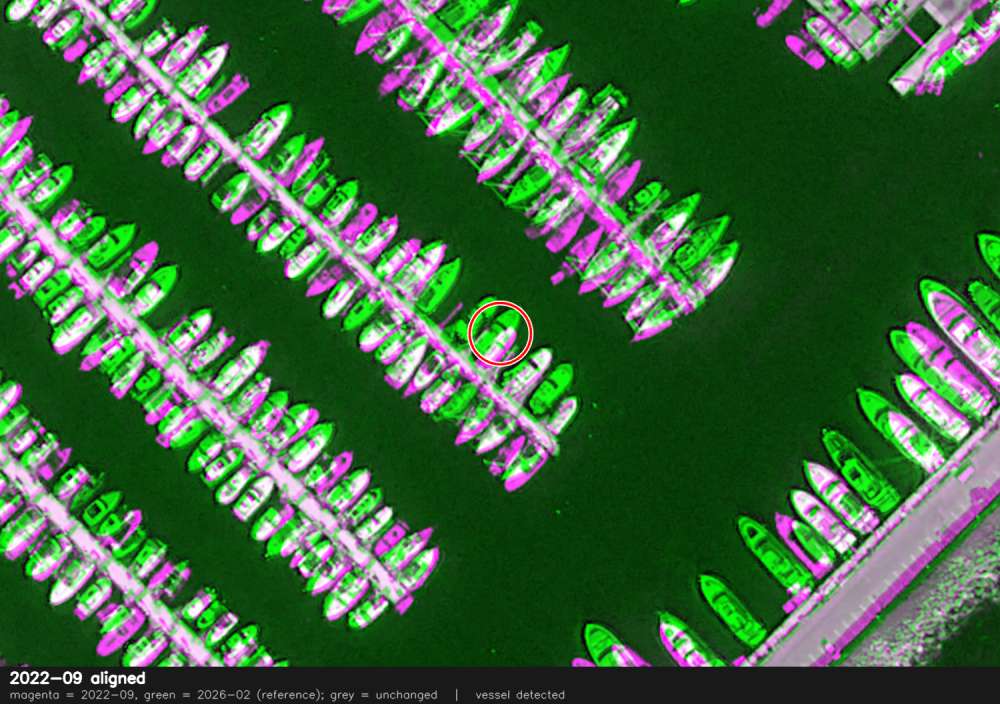 2022-09 aligned
magenta = 2022-09, green = 2026-02 (reference); grey = unchanged | vessel detected